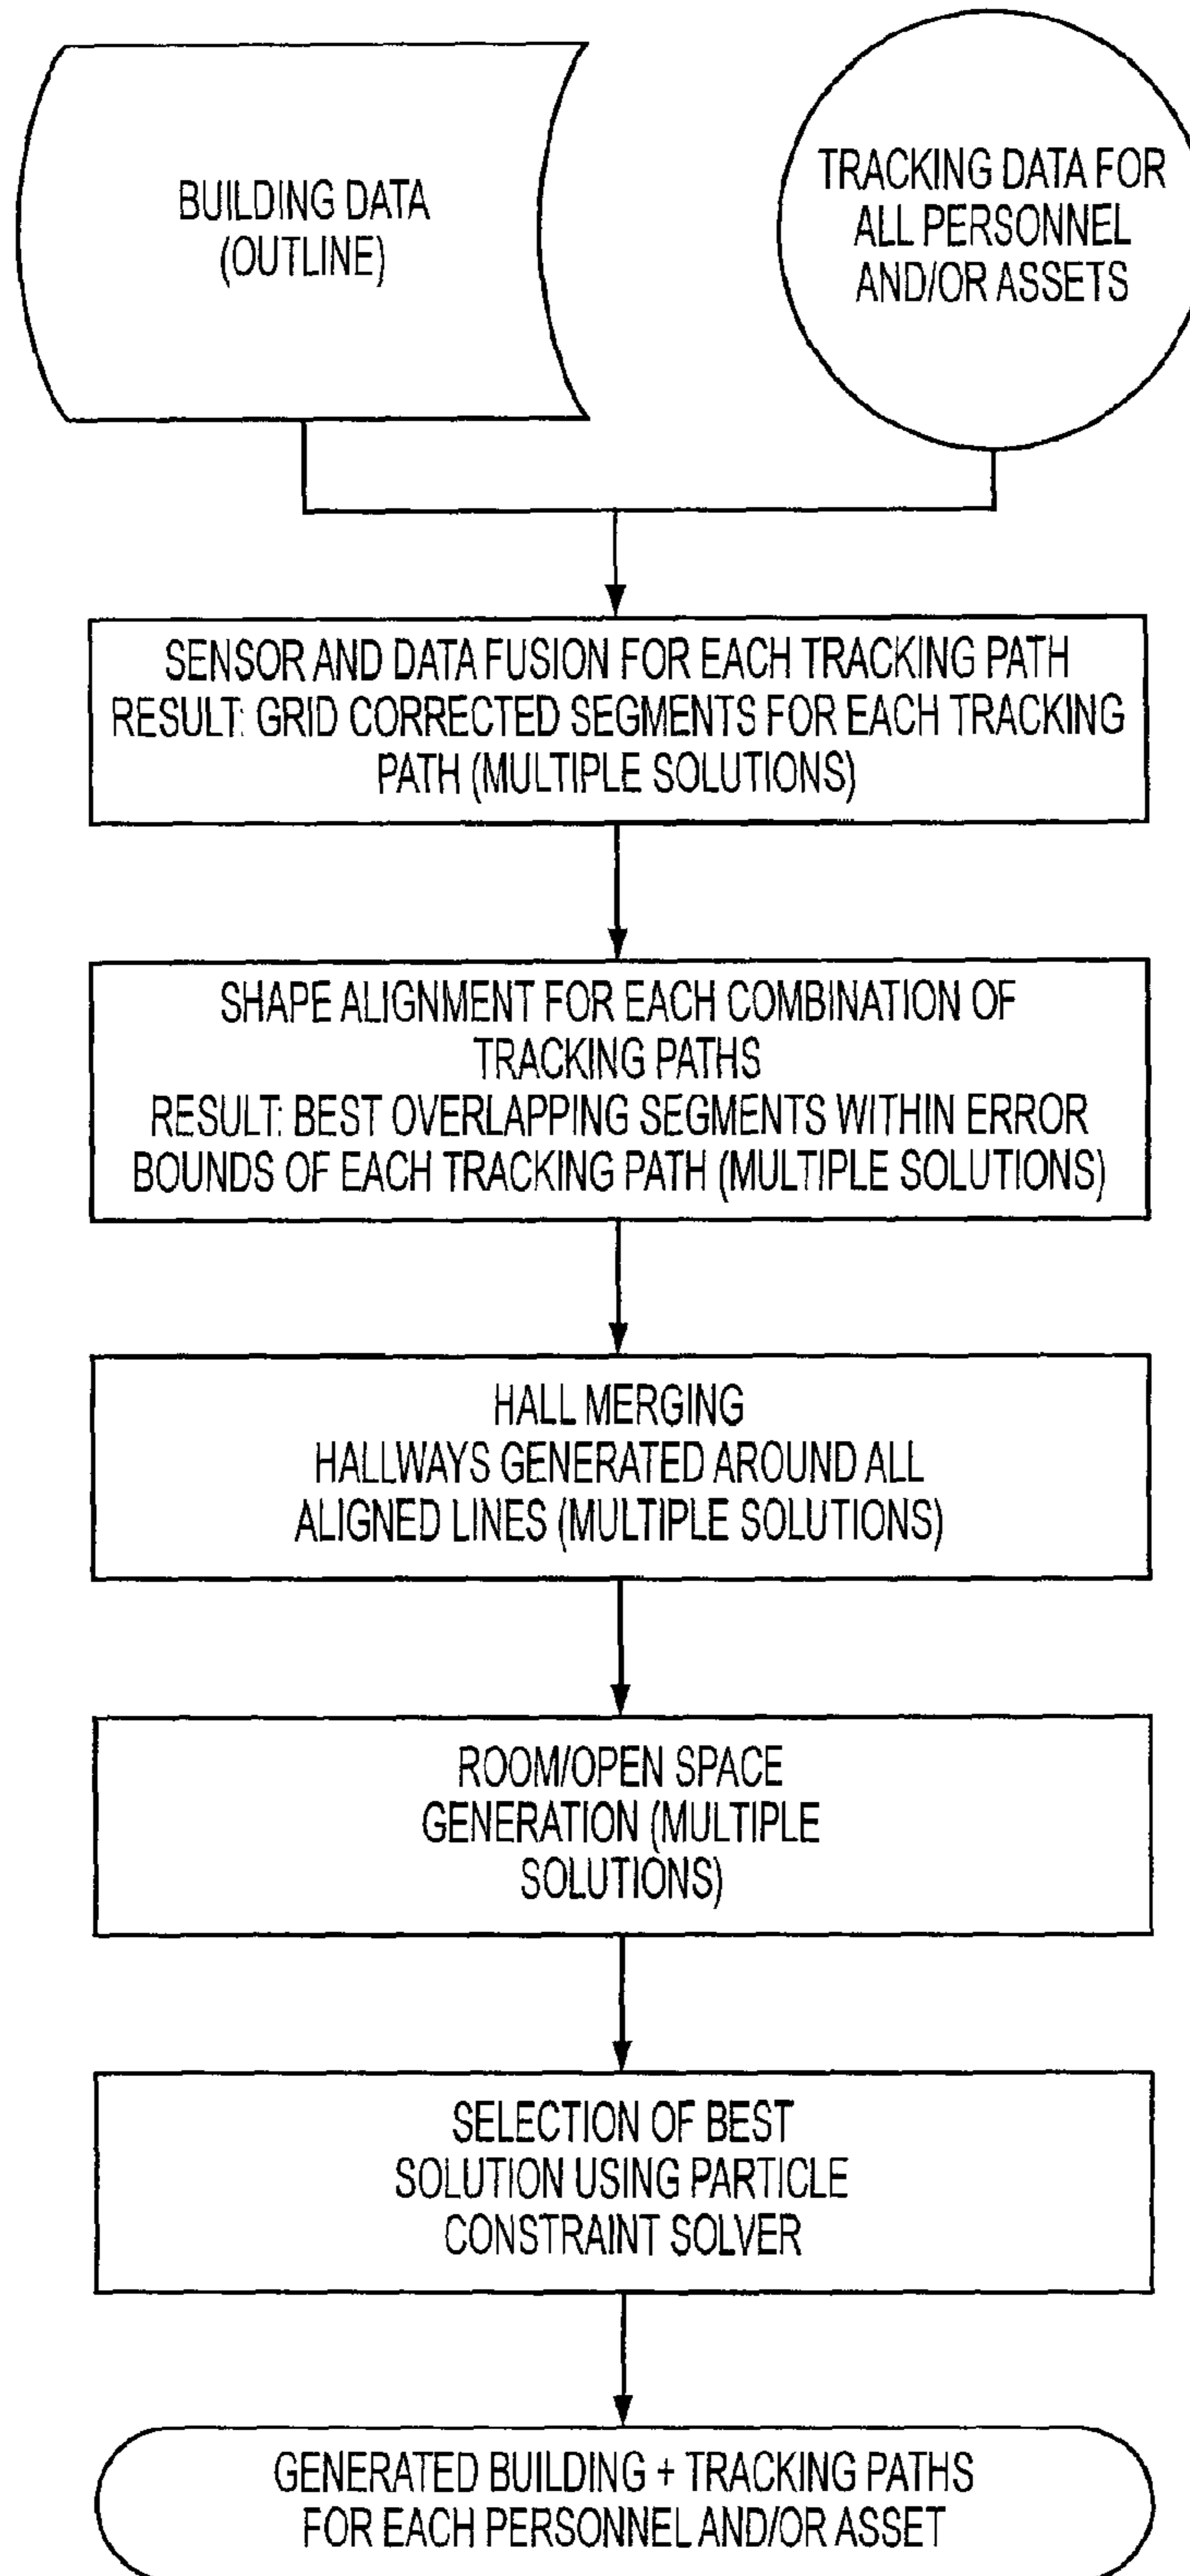 BUILDING DATA
(OUTLINE)
TRACKING DATA FOR
ALL PERSONNEL
AND/OR ASSETS
SENSOR AND DATA FUSION FOR EACH TRACKING PATH
RESULT: GRID CORRECTED SEGMENTS FOR EACH TRACKING
PATH (MULTIPLE SOLUTIONS)
SHAPE ALIGNMENT FOR EACH COMBINATION OF
TRACKING PATHS
RESULT: BEST OVERLAPPING SEGMENTS WITHIN ERROR
BOUNDS OF EACH TRACKING PATH (MULTIPLE SOLUTIONS)
HALL MERGING
HALLWAYS GENERATED AROUND ALL
ALIGNED LINES (MULTIPLE SOLUTIONS)
ROOM/OPEN SPACE
GENERATION (MULTIPLE
SOLUTIONS)
SELECTION OF BEST
SOLUTION USING PARTICLE
CONSTRAINT SOLVER
GENERATED BUILDING + TRACKING PATHS
FOR EACH PERSONNEL AND/OR ASSET